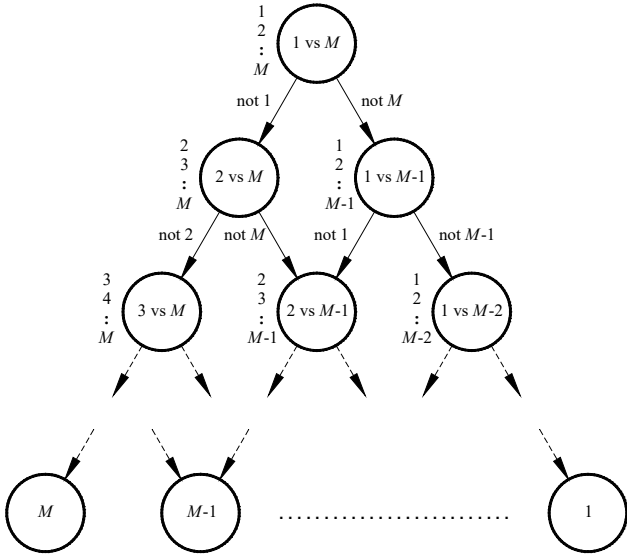 1
2
:
M
1 vs M
not 1
not M
2
3
:
M
2 vs M
1
2
:
M-1
1 vs M-1
not 2
not M
not 1
not M-1
3
4
:
M
3 vs M
2
3
:
M-1
2 vs M-1
1
2
:
M-2
1 vs M-2
M
M-1
..........................
1